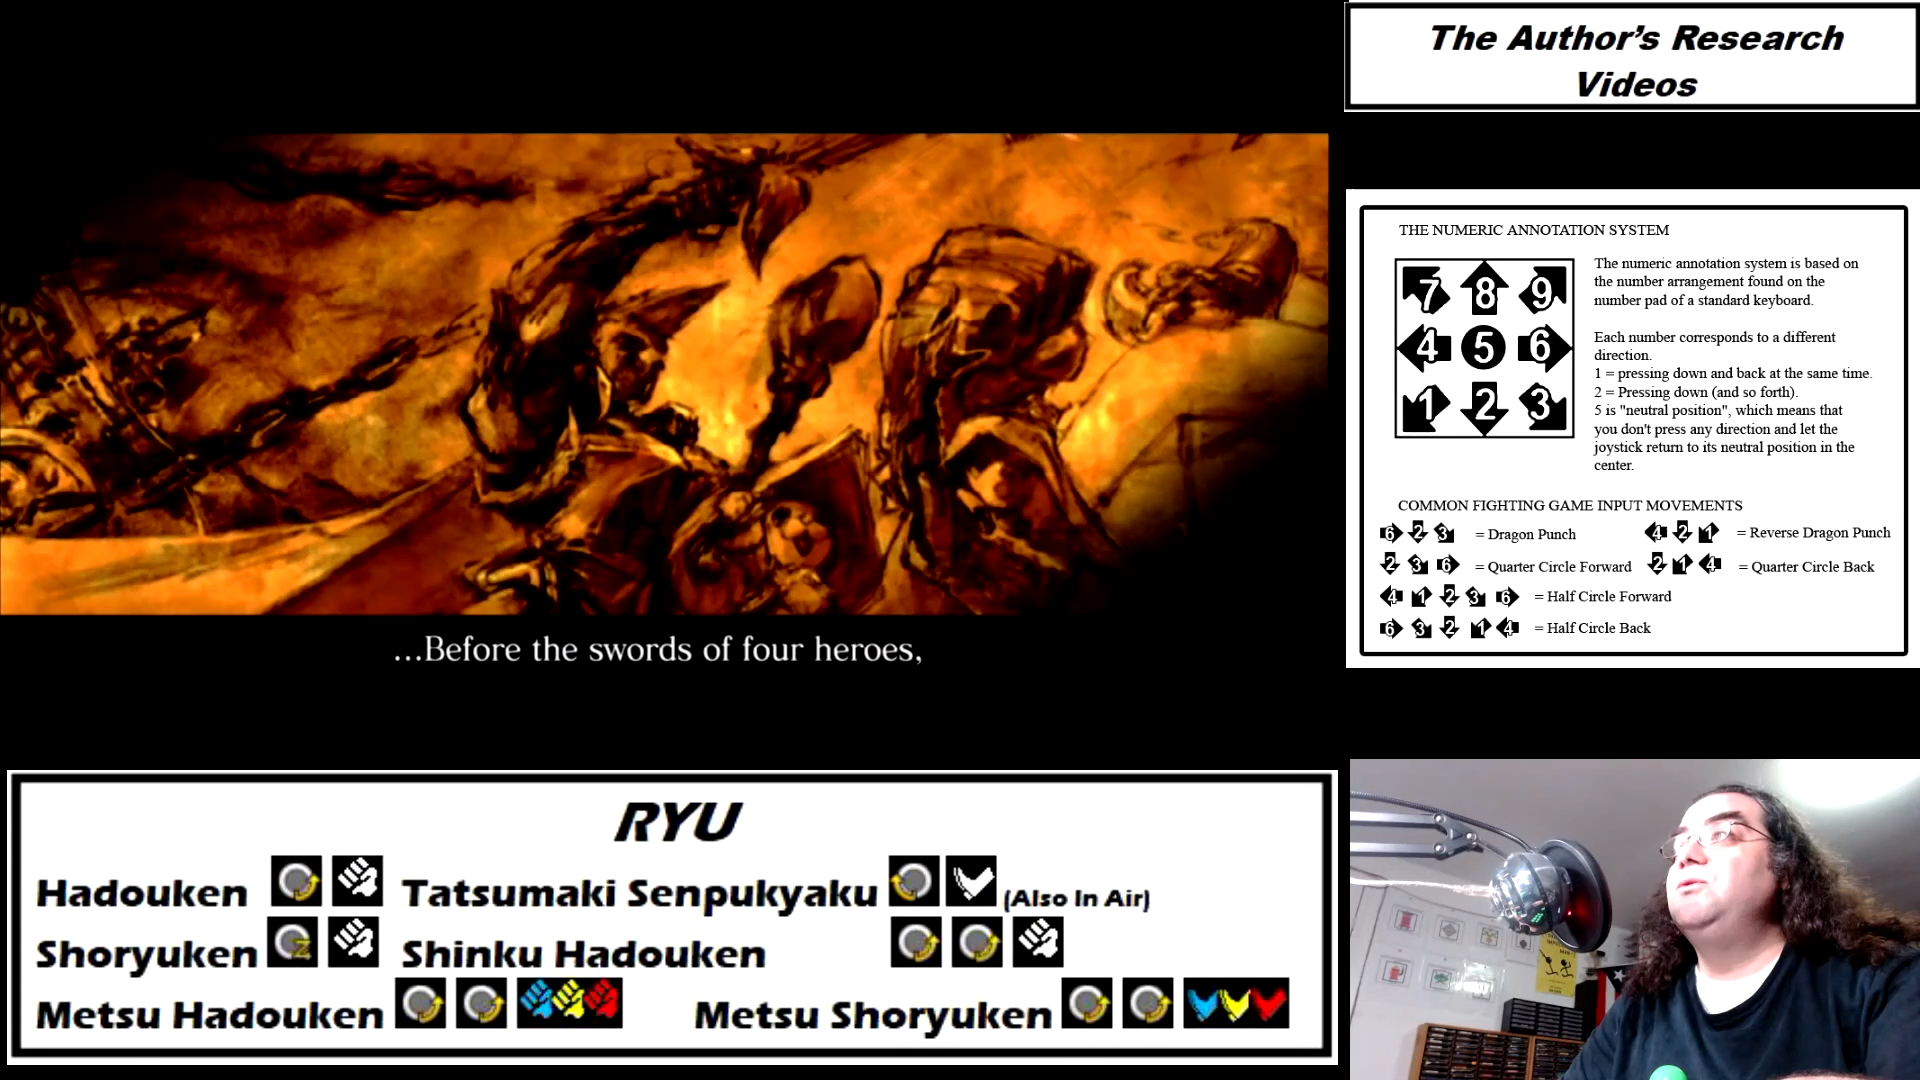 The Author's Research
Videos
…Before the swords of four heroes,
THE NUMERIC ANNOTATION SYSTEM
7 8 9
4 5 6
1 2 3
The numeric annotation system is based on
the number arrangement found on the
number pad of a standard keyboard.
Each number corresponds to a different
direction.
1 = pressing down and back at the same time.
2 = Pressing down (and so forth).
5 is "neutral position", which means that
you don't press any direction and let the
joystick return to its neutral position in the
center.
COMMON FIGHTING GAME INPUT MOVEMENTS
6 2 3 = Dragon Punch
4 2 1 = Reverse Dragon Punch
2 3 6 = Quarter Circle Forward
2 1 4 = Quarter Circle Back
4 1 2 3 6 = Half Circle Forward
6 3 2 1 4 = Half Circle Back
RYU
Hadouken
Tatsumaki Senpukyaku (Also In Air)
Shoryuken
Shinku Hadouken
Metsu Hadouken
Metsu Shoryuken